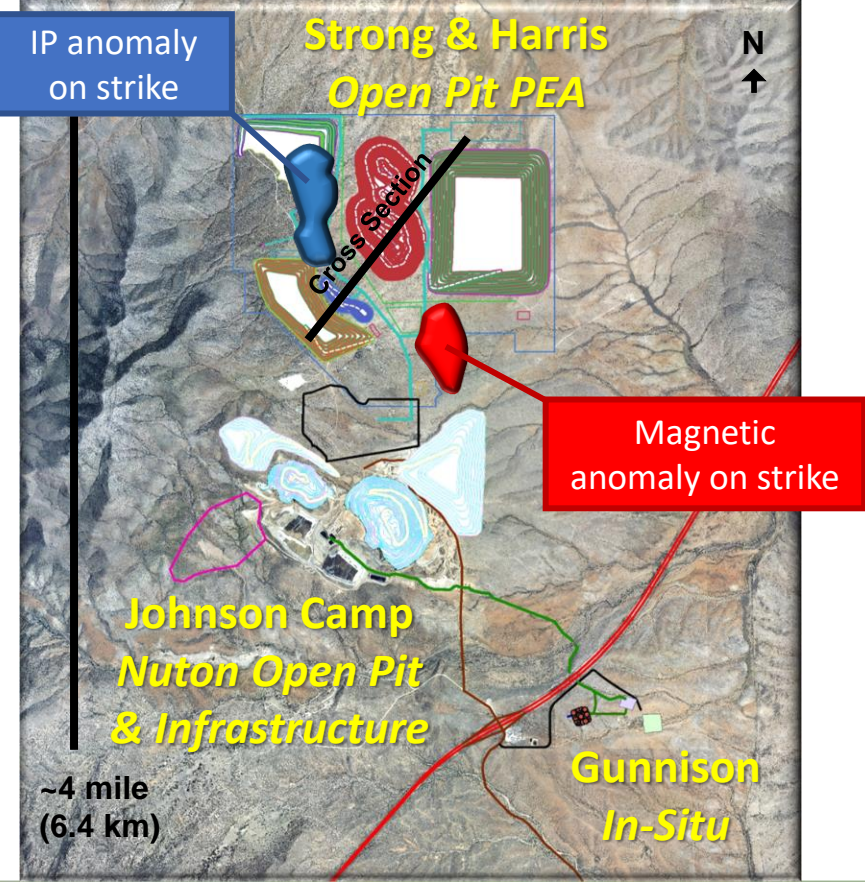 IP anomaly
on strike
Strong & Harris
Open Pit PEA
N
Cross Section
Magnetic
anomaly on strike
Johnson Camp
Nuton Open Pit
& Infrastructure
~4 mile
(6.4 km)
Gunnison
In-Situ